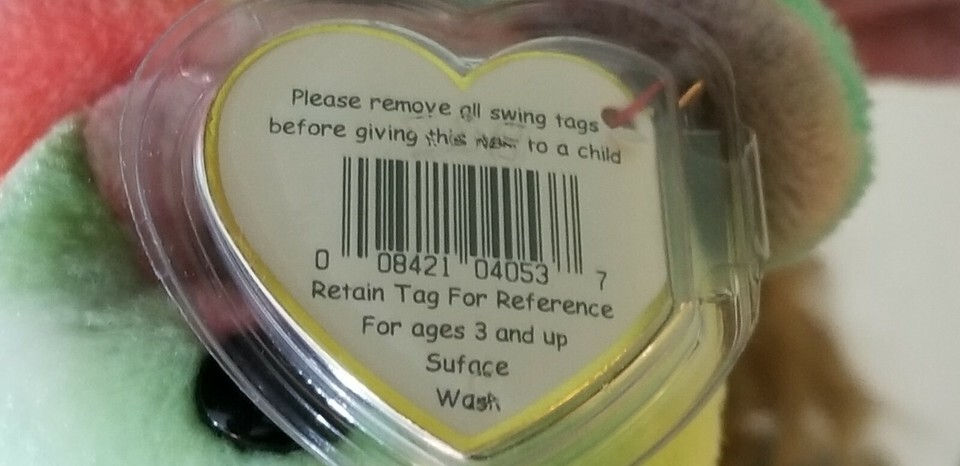 Please remove all swing tags
before giving this to a child
0 08421 04053 7
Retain Tag For Reference
For ages 3 and up
Suface
Wash